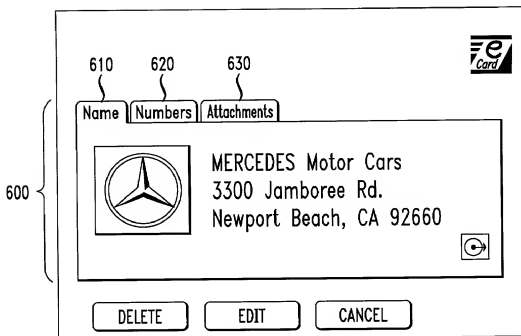 e
Card
610 620 630
Name Numbers Attachments
600
MERCEDES Motor Cars
3300 Jamboree Rd.
Newport Beach, CA 92660
DELETE EDIT CANCEL